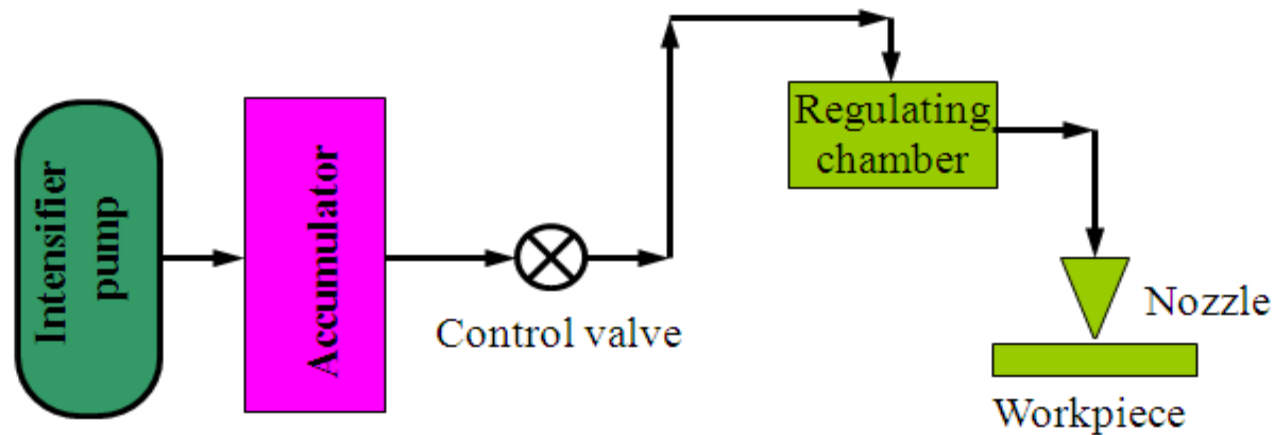 Intensifier
pump
Accumulator
Control valve
Regulating
chamber
Nozzle
Workpiece